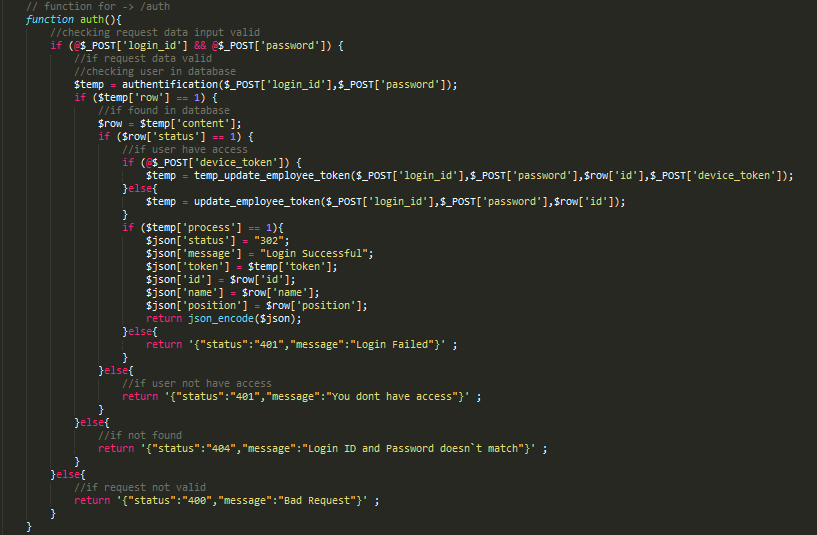 // function for -> /auth
function auth(){
//checking request data input valid
if (@$_POST['login_id'] && @$_POST['password']) {
//if request data valid
//checking user in database
$temp = authentification($_POST['login_id'],$_POST['password']);
if ($temp['row'] == 1) {
//if found in database
$row = $temp['content'];
if ($row['status'] == 1) {
//if user have access
if (@$_POST['device_token']) {
$temp = temp_update_employee_token($_POST['login_id'],$_POST['password'],$row['id'],$_POST['device_token']);
}else{
$temp = update_employee_token($_POST['login_id'],$_POST['password'],$row['id']);
}
if ($temp['process'] == 1){
$json['status'] = "302";
$json['message'] = "Login Successful";
$json['token'] = $temp['token'];
$json['id'] = $row['id'];
$json['name'] = $row['name'];
$json['position'] = $row['position'];
return json_encode($json);
}else{
return '{"status":"401","message":"Login Failed"}' ;
}
}else{
//if user not have access
return '{"status":"401","message":"You dont have access"}' ;
}
}else{
//if not found
return '{"status":"404","message":"Login ID and Password doesn`t match"}' ;
}
}else{
//if request not valid
return '{"status":"400","message":"Bad Request"}' ;
}
}